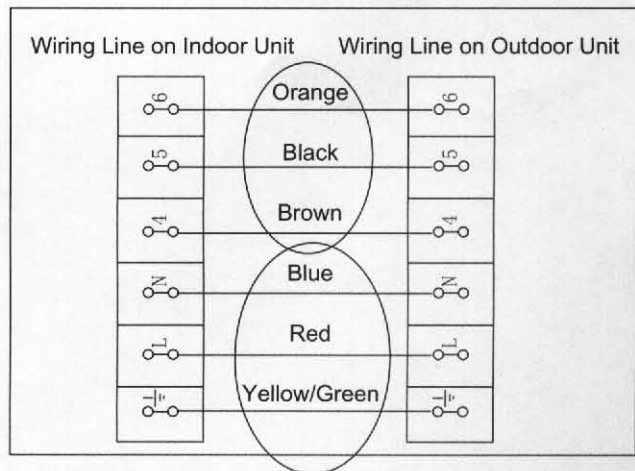 Wiring Line on Indoor Unit Wiring Line on Outdoor Unit
6 Orange 6
5 Black 5
4 Brown 4
N Blue N
L Red L
Yellow/Green